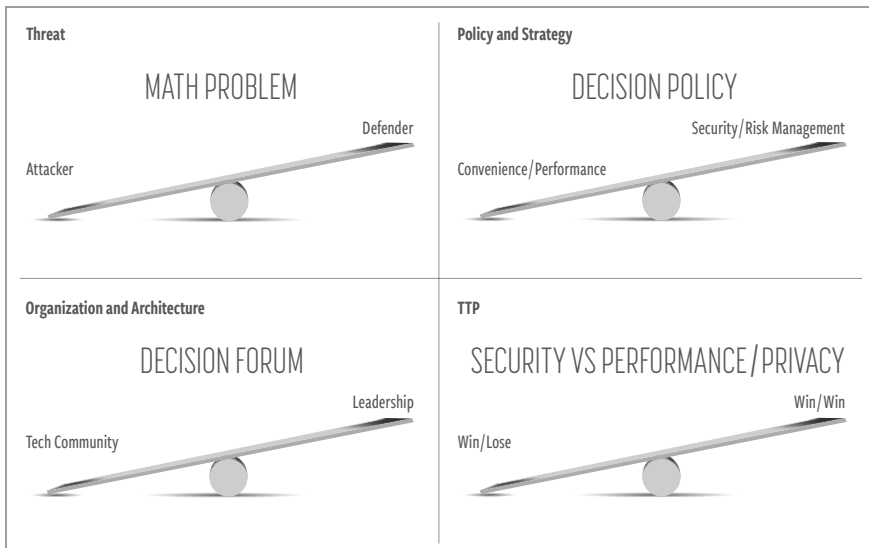 Threat
MATH PROBLEM
Defender
Attacker
Policy and Strategy
DECISION POLICY
Security/Risk Management
Convenience/Performance
Organization and Architecture
DECISION FORUM
Leadership
Tech Community
TTP
SECURITY VS PERFORMANCE/PRIVACY
Win/Win
Win/Lose